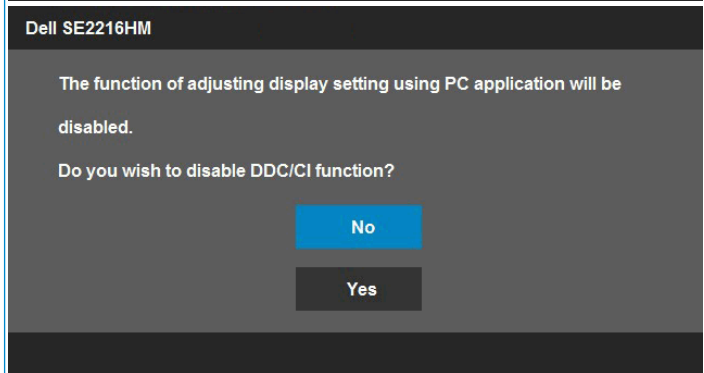 Dell SE2216HM
The function of adjusting display setting using PC application will be
disabled.
Do you wish to disable DDC/CI function?
No
Yes